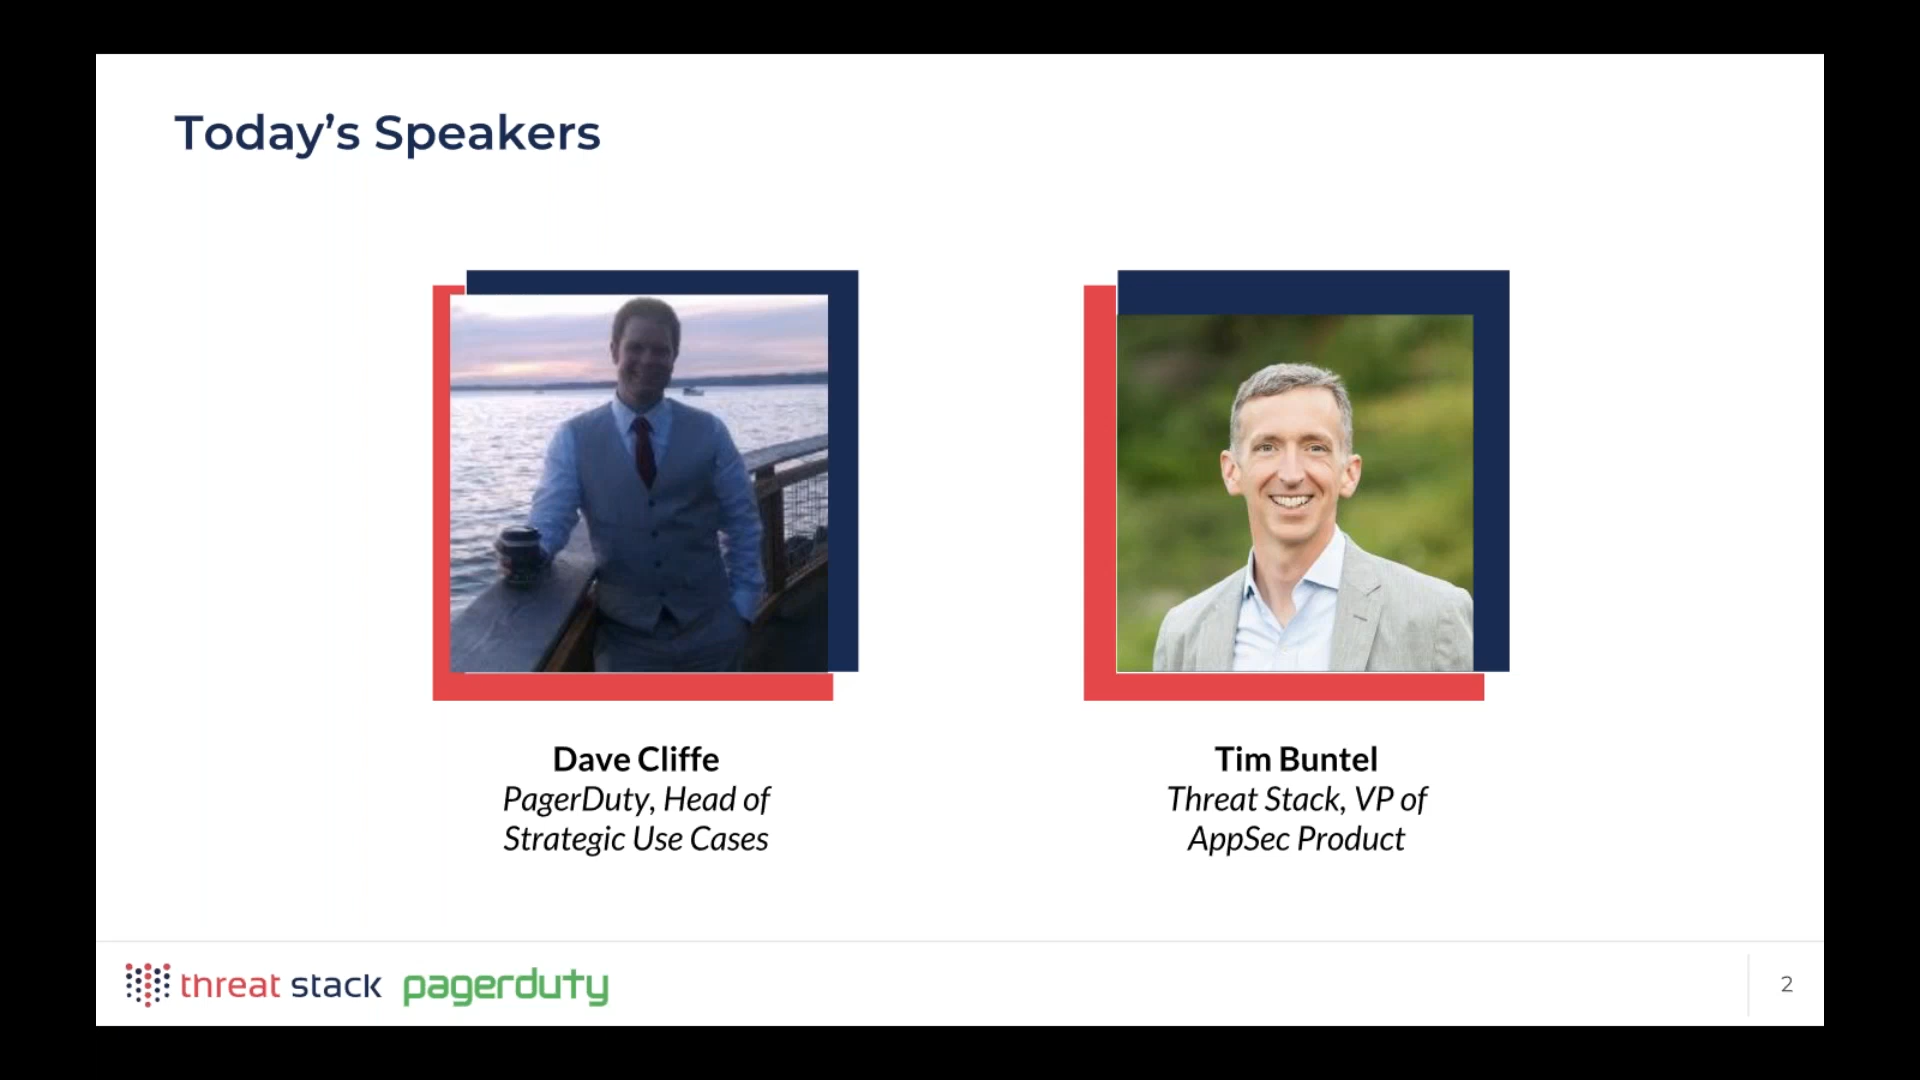 Today’s Speakers
Dave Cliffe
PagerDuty, Head of
Strategic Use Cases
Tim Buntel
Threat Stack, VP of
AppSec Product
threat stack pagerduty
2